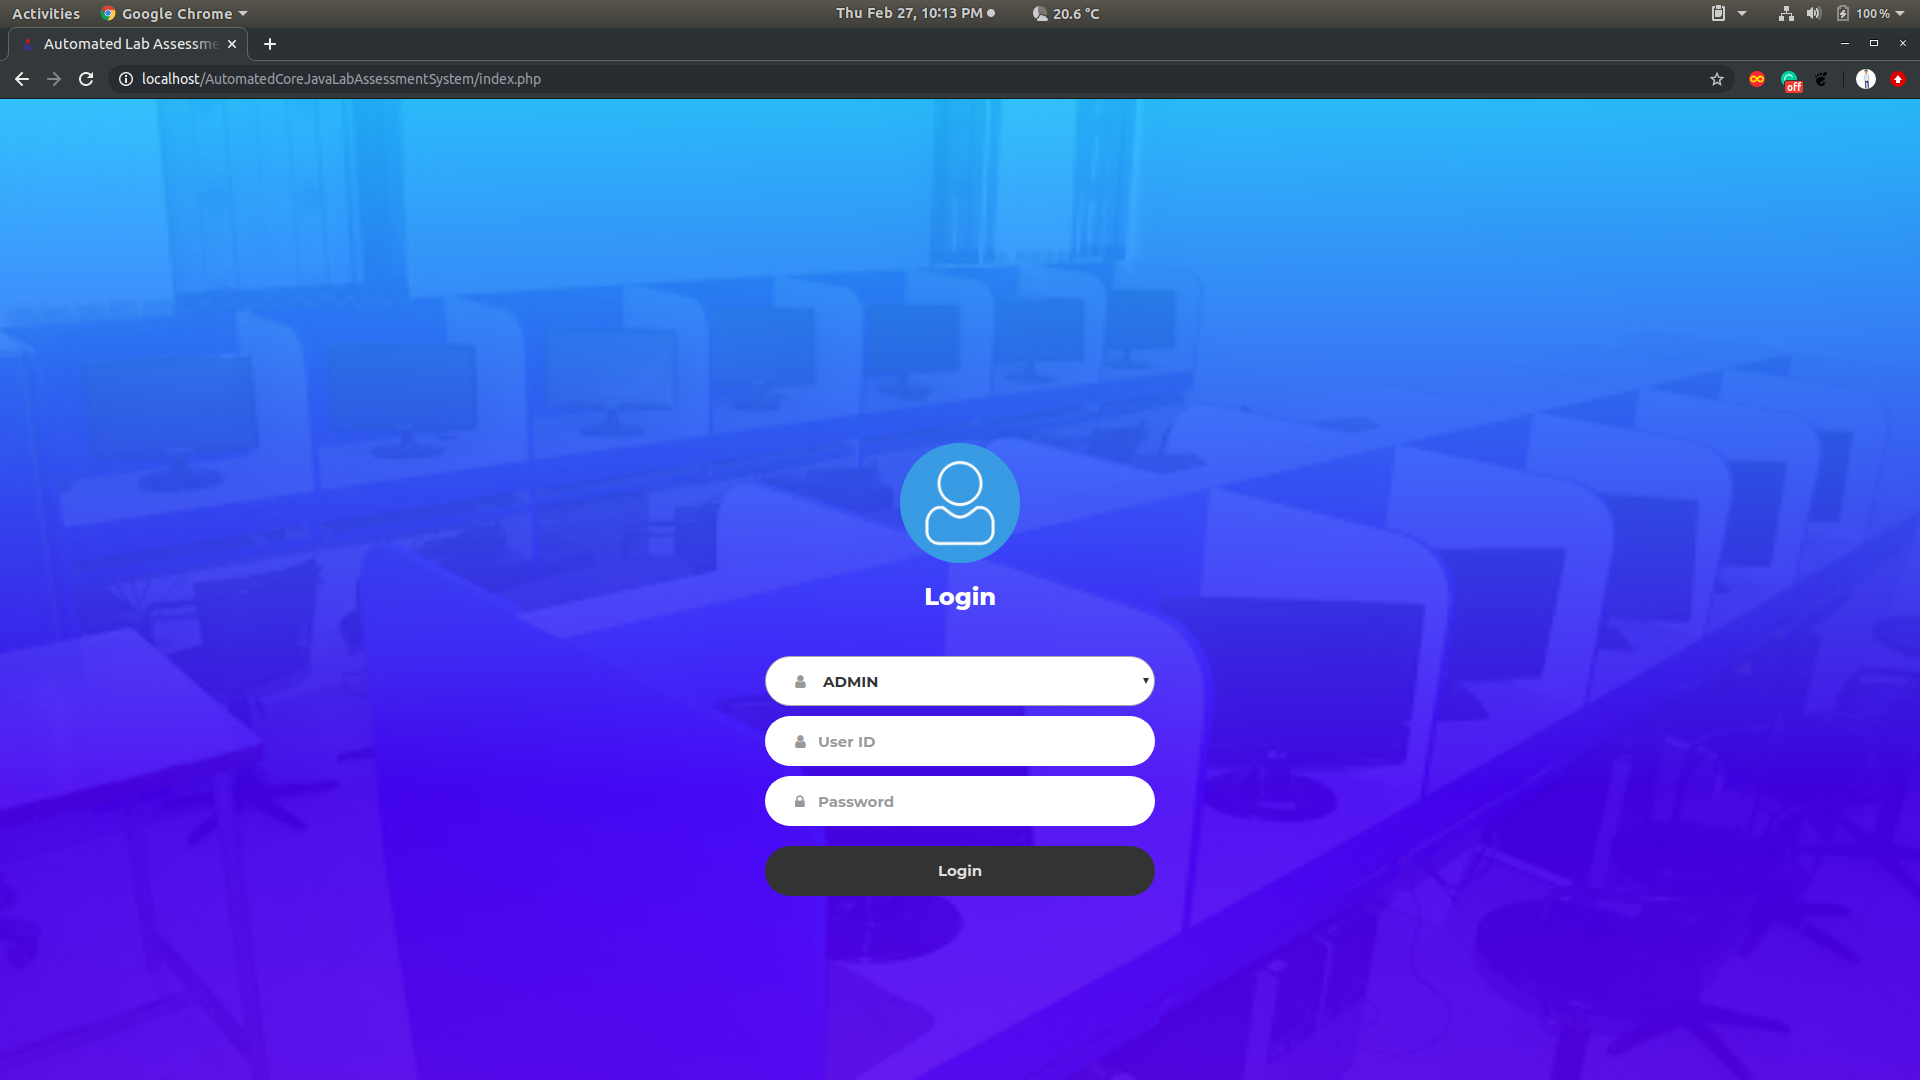 Activities
Google Chrome
Thu Feb 27, 10:13 PM
20.6 °C
100 %
Automated Lab Assessme
localhost/AutomatedCoreJavaLabAssessmentSystem/index.php
off
Login
ADMIN
User ID
Password
Login